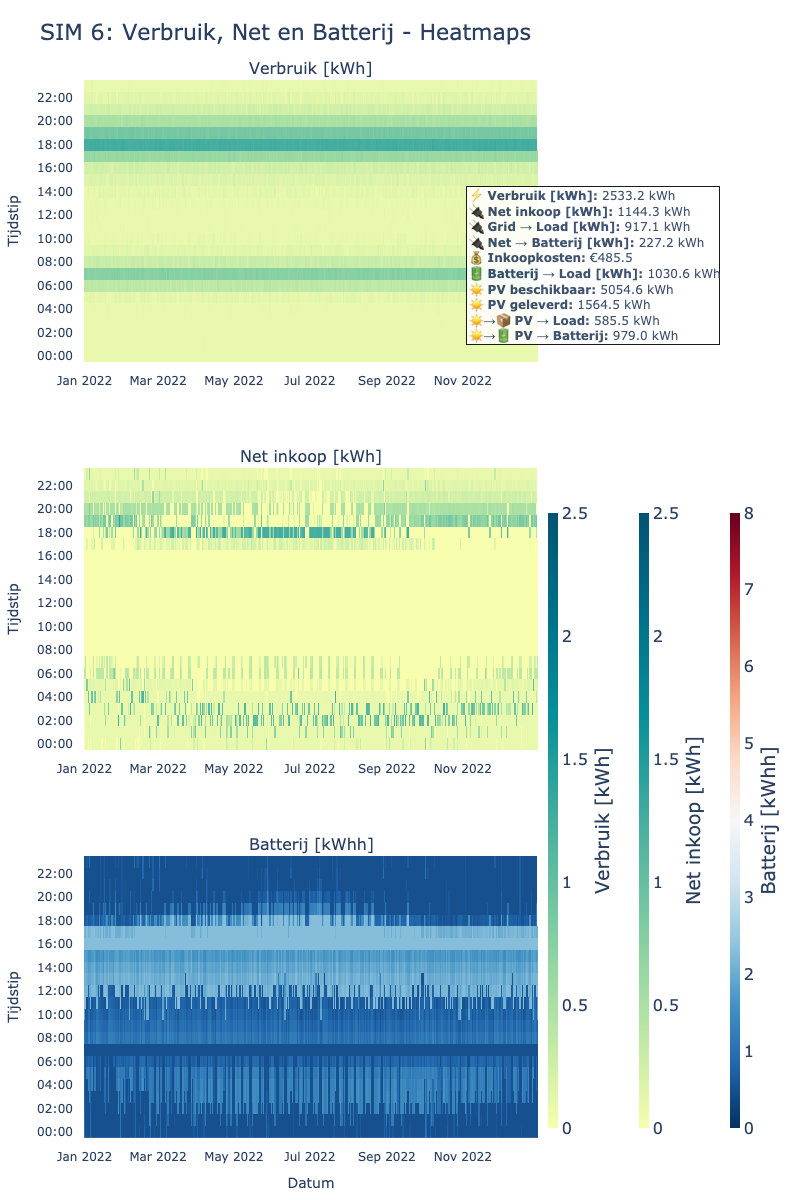 SIM 6: Verbruik, Net en Batterij - Heatmaps
Verbruik [kWh]
22:00
20:00
18:00
16:00
14:00
12:00
10:00
08:00
06:00
04:00
02:00
00:00
Tijdstip
Jan 2022 Mar 2022 May 2022 Jul 2022 Sep 2022 Nov 2022
⚡ Verbruik [kWh]: 2533.2 kWh
🔌 Net inkoop [kWh]: 1144.3 kWh
🔌 Grid → Load [kWh]: 917.1 kWh
🔌 Net → Batterij [kWh]: 227.2 kWh
💰 Inkoopkosten: €485.5
🔋 Batterij → Load [kWh]: 1030.6 kWh
☀️ PV beschikbaar: 5054.6 kWh
☀️ PV geleverd: 1564.5 kWh
☀️→📦 PV → Load: 585.5 kWh
☀️→🔋 PV → Batterij: 979.0 kWh
Net inkoop [kWh]
22:00
20:00
18:00
16:00
14:00
12:00
10:00
08:00
06:00
04:00
02:00
00:00
Tijdstip
Jan 2022 Mar 2022 May 2022 Jul 2022 Sep 2022 Nov 2022
Batterij [kWhh]
22:00
20:00
18:00
16:00
14:00
12:00
10:00
08:00
06:00
04:00
02:00
00:00
Tijdstip
Jan 2022 Mar 2022 May 2022 Jul 2022 Sep 2022 Nov 2022
Datum
2.5
2
1.5
1
0.5
0
Verbruik [kWh]
2.5
2
1.5
1
0.5
0
Net inkoop [kWh]
8
7
6
5
4
3
2
1
0
Batterij [kWhh]